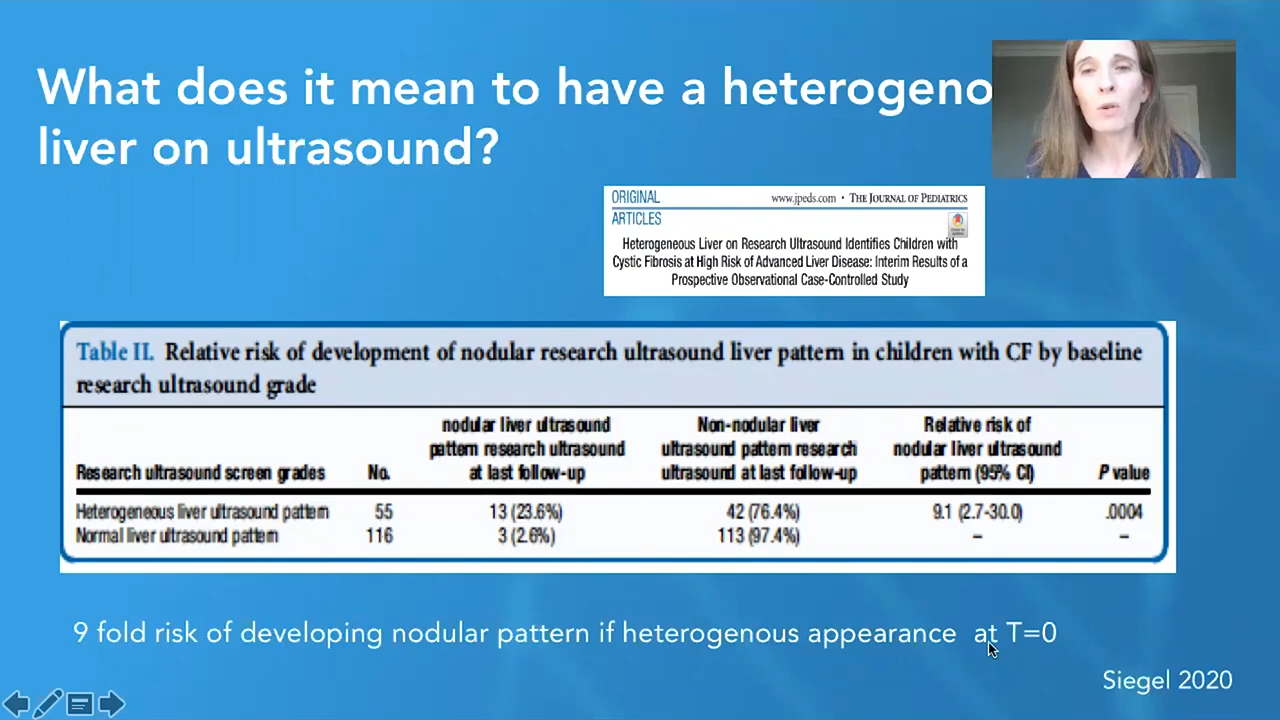 What does it mean to have a heterogeno
liver on ultrasound?
ORIGINAL
www.jpeds.com • THE JOURNAL OF PEDIATRICS
ARTICLES
Heterogeneous Liver on Research Ultrasound Identifies Children with
Cystic Fibrosis at High Risk of Advanced Liver Disease: Interim Results of a
Prospective Observational Case-Controlled Study
Table II. Relative risk of development of nodular research ultrasound liver pattern in children with CF by baseline
research ultrasound grade
nodular liver ultrasound Non-nodular liver Relative risk of
pattern research ultrasound ultrasound pattern research nodular liver ultrasound
Research ultrasound screen grades No. at last follow-up ultrasound at last follow-up pattern (95% CI) P value
Heterogeneous liver ultrasound pattern 55 13 (23.6%) 42 (76.4%) 9.1 (2.7-30.0) .0004
Normal liver ultrasound pattern 116 3 (2.6%) 113 (97.4%) – –
9 fold risk of developing nodular pattern if heterogenous appearance at T=0
Siegel 2020